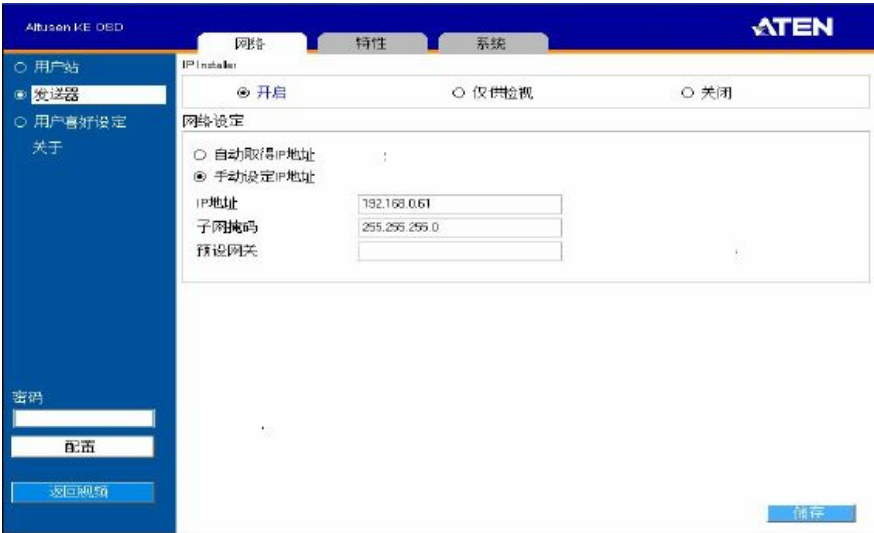 Altusen KE OSD
ATEN
网络 特性 系统
用户站
发送器
用户喜好设定
关于
IP Installer
开启 仅供检视 关闭
网络设定
自动取得IP地址
手动设定IP地址
IP地址 192.168.0.61
子网掩码 255.255.255.0
预设网关
密码
配置
返回视频
储存